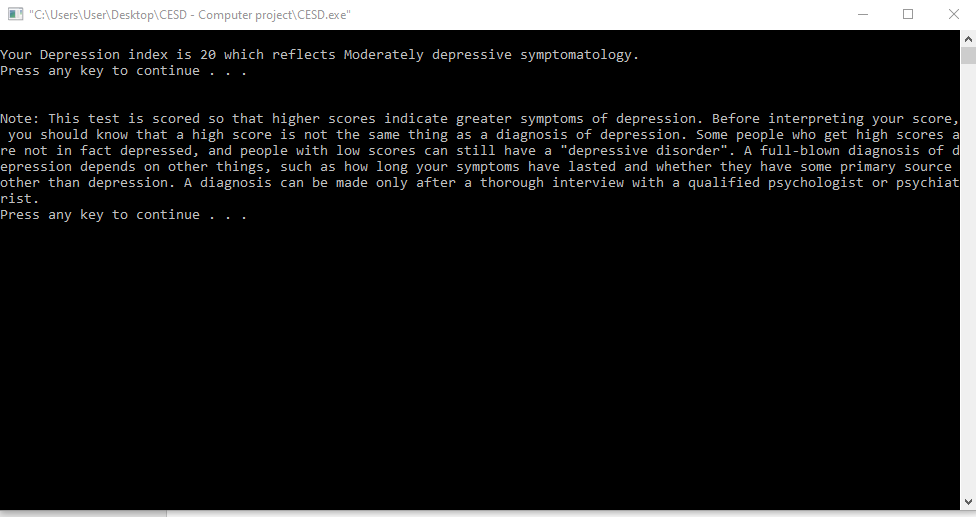 "C:\Users\User\Desktop\CESD - Computer project\CESD.exe"
Your Depression index is 20 which reflects Moderately depressive symptomatology.
Press any key to continue . . .
Note: This test is scored so that higher scores indicate greater symptoms of depression. Before interpreting your score,
 you should know that a high score is not the same thing as a diagnosis of depression. Some people who get high scores a
re not in fact depressed, and people with low scores can still have a "depressive disorder". A full-blown diagnosis of d
epression depends on other things, such as how long your symptoms have lasted and whether they have some primary source
other than depression. A diagnosis can be made only after a thorough interview with a qualified psychologist or psychiat
rist.
Press any key to continue . . .